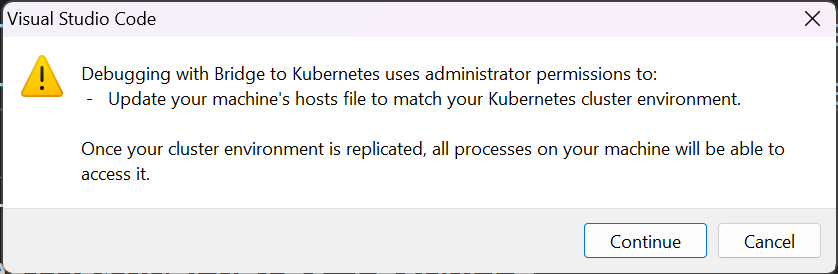 Visual Studio Code
Debugging with Bridge to Kubernetes uses administrator permissions to:
- Update your machine's hosts file to match your Kubernetes cluster environment.
Once your cluster environment is replicated, all processes on your machine will be able to
access it.
Continue
Cancel